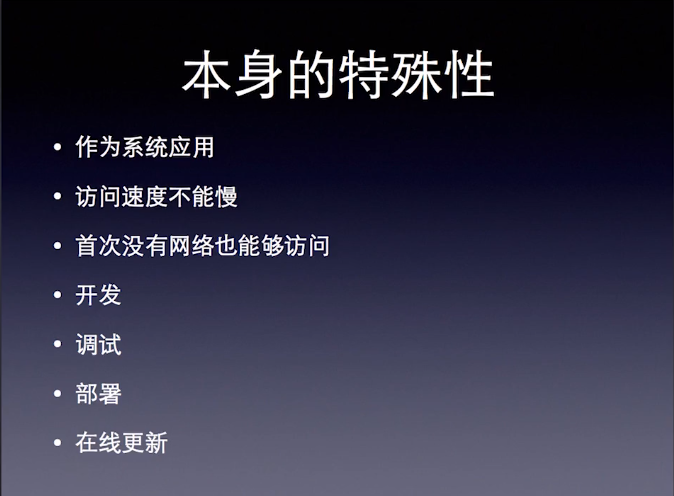 本身的特殊性
• 作为系统应用
• 访问速度不能慢
• 首次没有网络也能够访问
• 开发
• 调试
• 部署
• 在线更新